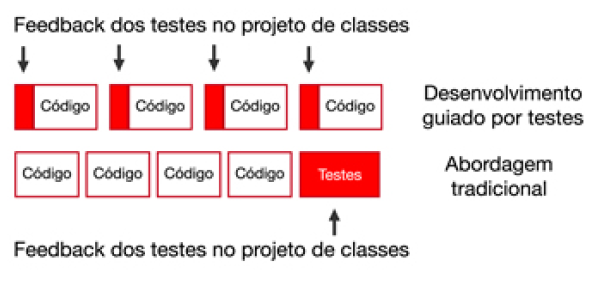 Feedback dos testes no projeto de classes
Código Código Código Código
Desenvolvimento
guiado por testes
Código Código Código Código Testes
Abordagem
tradicional
Feedback dos testes no projeto de classes